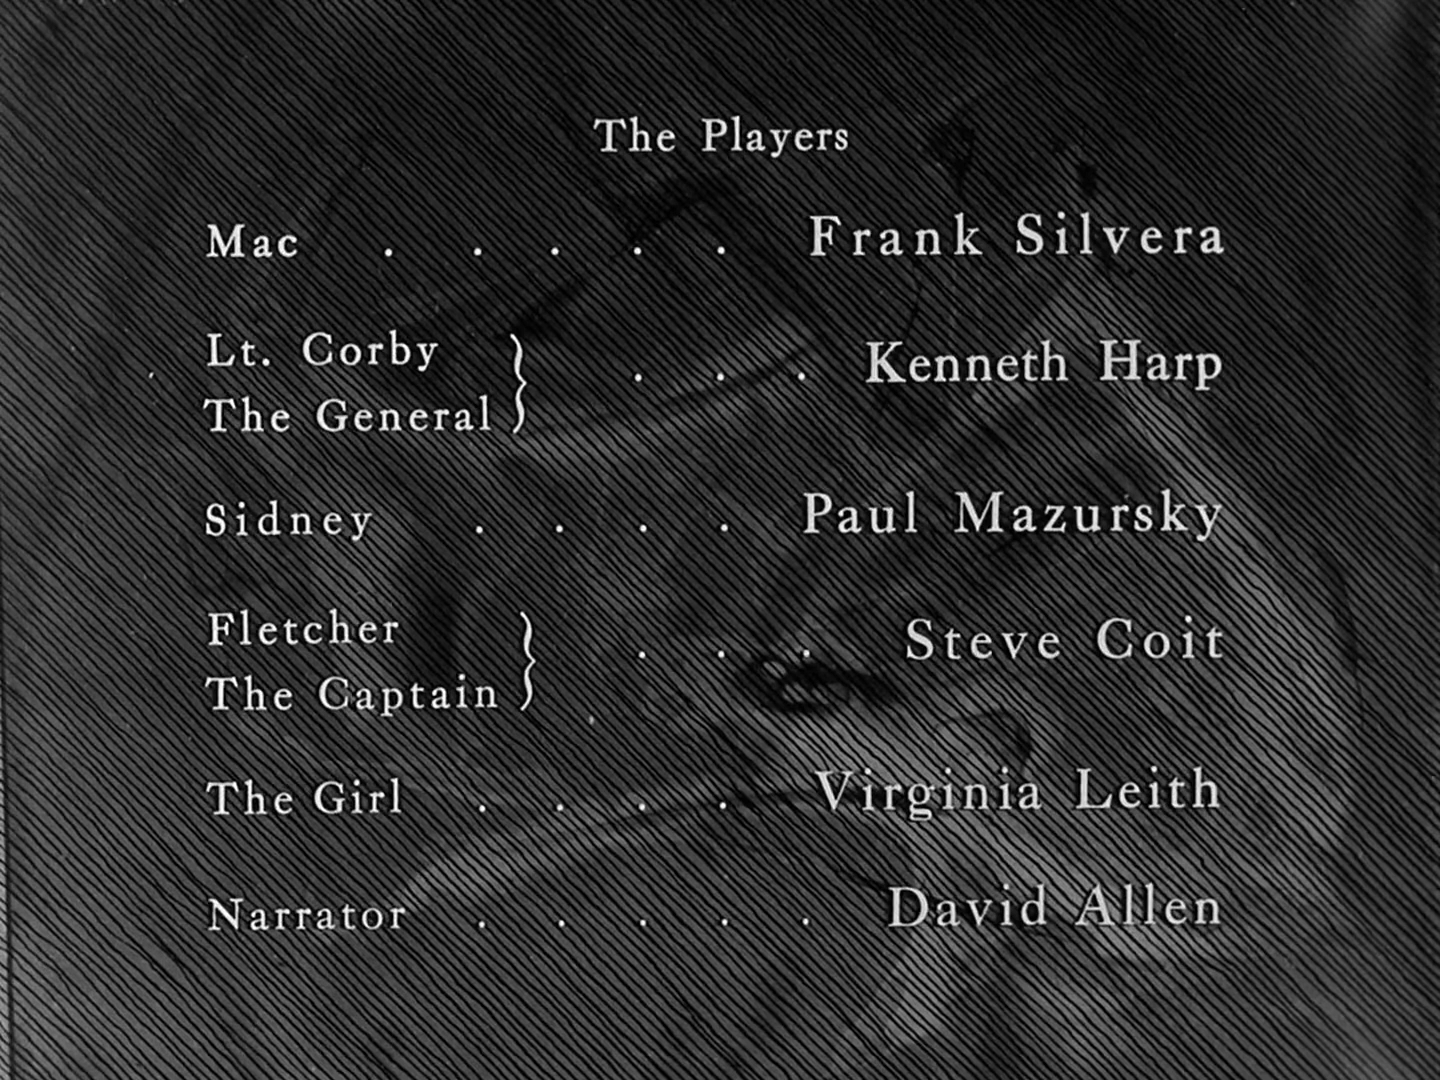 The Players
Mac . . . . . Frank Silvera
Lt. Corby
The General } . . . Kenneth Harp
Sidney . . . . Paul Mazursky
Fletcher
The Captain } . . . Steve Coit
The Girl . . . . Virginia Leith
Narrator . . . . . David Allen